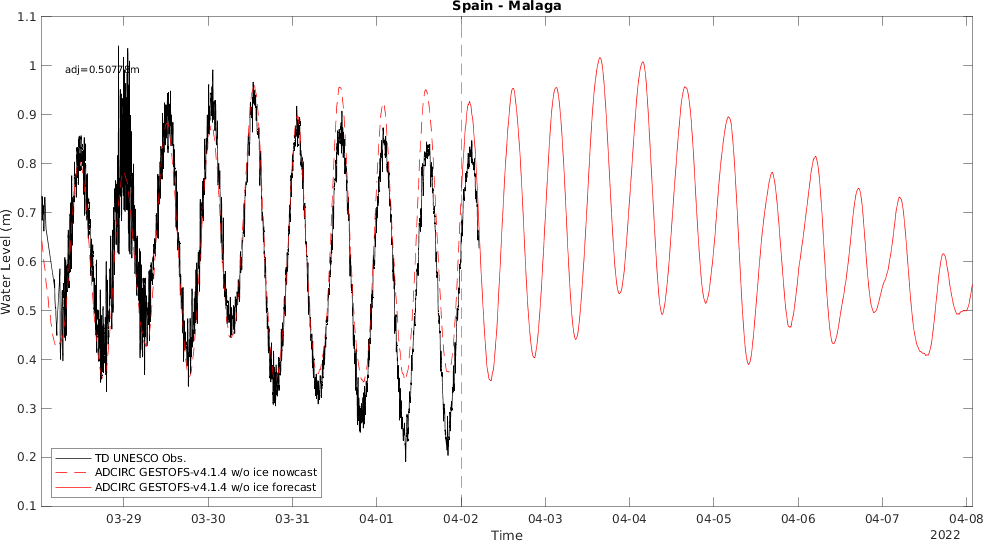 Spain - Malaga
1.1
1
adj=0.50778m
0.9
0.8
0.7
0.6
0.5
0.4
0.3
0.2
0.1
Water Level (m)
TD UNESCO Obs.
ADCIRC GESTOFS-v4.1.4 w/o ice nowcast
ADCIRC GESTOFS-v4.1.4 w/o ice forecast
03-29 03-30 03-31 04-01 04-02 04-03 04-04 04-05 04-06 04-07 04-08
Time
2022